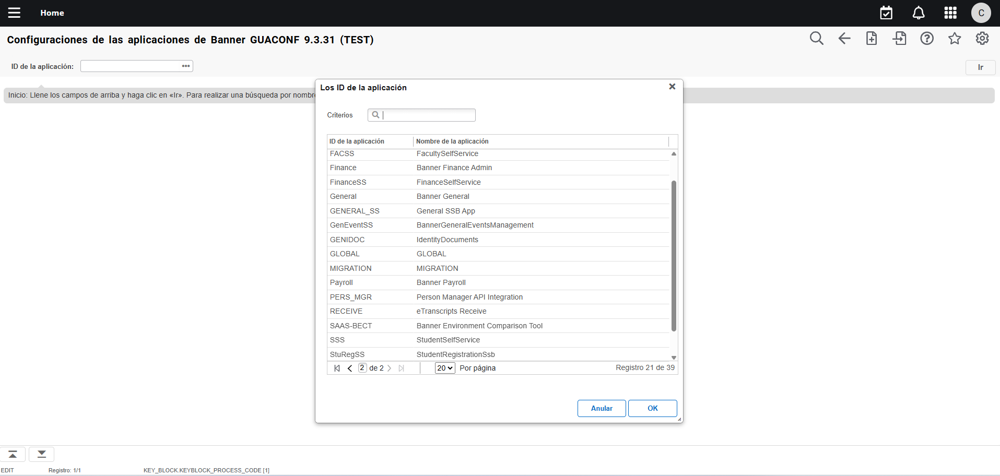 Home
C
Configuraciones de las aplicaciones de Banner GUACONF 9.3.31 (TEST)
ID de la aplicación:
Ir
Inicio: Llene los campos de arriba y haga clic en «Ir». Para realizar una búsqueda por nombre
Los ID de la aplicación
Criterios
ID de la aplicación Nombre de la aplicación
FACSS FacultySelfService
Finance Banner Finance Admin
FinanceSS FinanceSelfService
General Banner General
GENERAL_SS General SSB App
GenEventSS BannerGeneralEventsManagement
GENIDOC IdentityDocuments
GLOBAL GLOBAL
MIGRATION MIGRATION
Payroll Banner Payroll
PERS_MGR Person Manager API Integration
RECEIVE eTranscripts Receive
SAAS-BECT Banner Environment Comparison Tool
SSS StudentSelfService
StuRegSS StudentRegistrationSsb
2 de 2 20 Por página Registro 21 de 39
Anular OK
EDIT Registro: 1/1 KEY_BLOCK.KEYBLOCK_PROCESS_CODE [1]